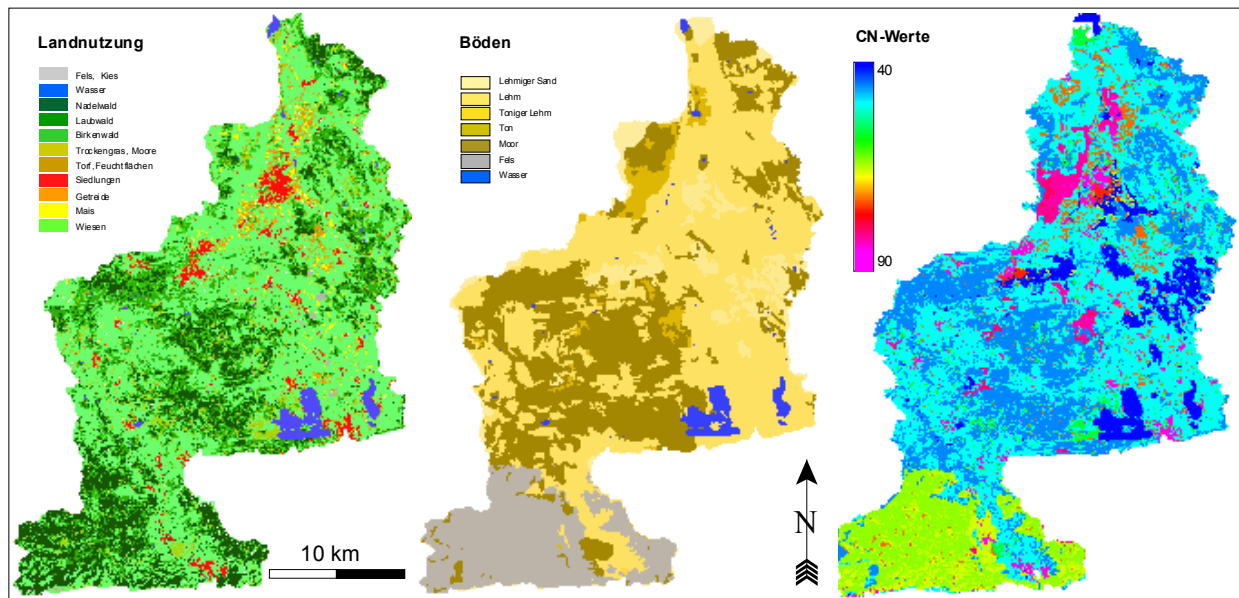 Landnutzung
Fels, Kies
Wasser
Nadelwald
Laubwald
Birkenwald
Trockengras, Moore
Torf, Feuchtflächen
Siedlungen
Getreide
Mais
Wiesen
10 km
Böden
Lehmiger Sand
Lehm
Toniger Lehm
Ton
Moor
Fels
Wasser
N
CN-Werte
40
90